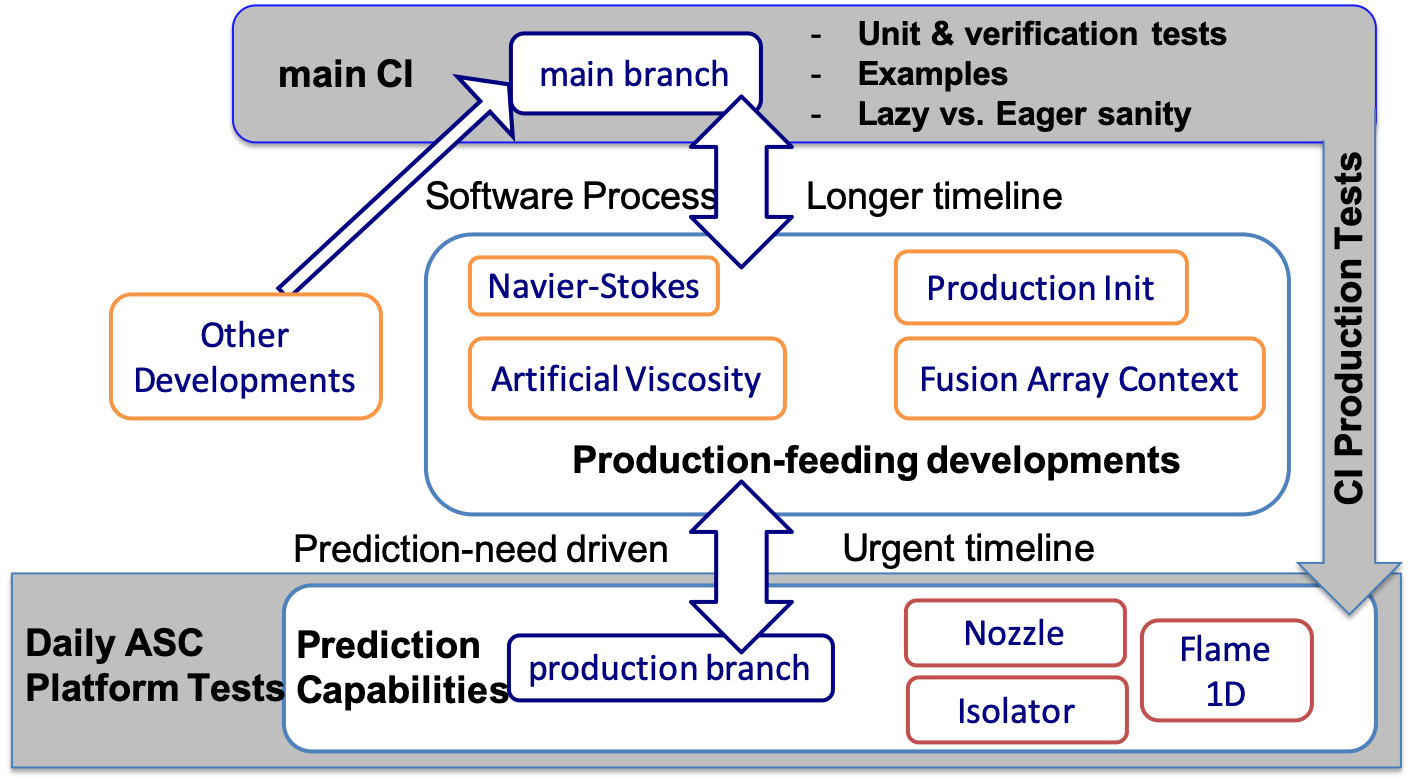 main CI
main branch
- Unit & verification tests
- Examples
- Lazy vs. Eager sanity
Software Process
Longer timeline
CI Production Tests
Other
Developments
Navier-Stokes
Production Init
Artificial Viscosity
Fusion Array Context
Production-feeding developments
Prediction-need driven
Urgent timeline
Daily ASC
Platform Tests
Prediction
Capabilities
production branch
Nozzle
Isolator
Flame
1D